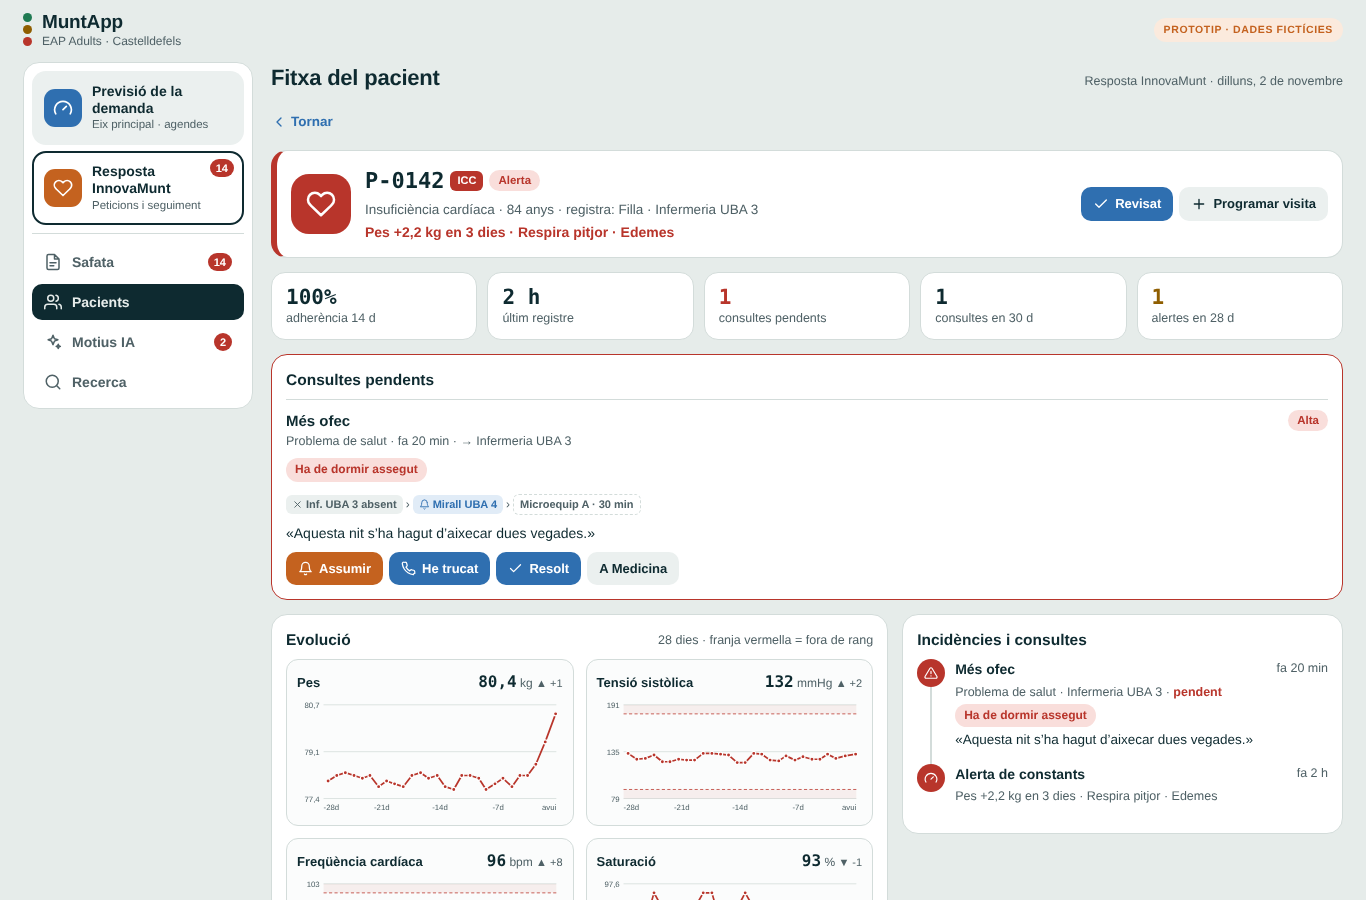 MuntApp
EAP Adults · Castelldefels
PROTOTIP · DADES FICTÍCIES
Previsió de la
demanda
Eix principal · agendes
Resposta
InnovaMunt
14
Peticions i seguiment
Safata
14
Pacients
Motius IA
2
Recerca
Fitxa del pacient
Resposta InnovaMunt · dilluns, 2 de novembre
Tornar
P-0142 ICC Alerta
Insuficiència cardíaca · 84 anys · registra: Filla · Infermeria UBA 3
Pes +2,2 kg en 3 dies · Respira pitjor · Edemes
Revisat
Programar visita
100%
adherència 14 d
2 h
últim registre
1
consultes pendents
1
consultes en 30 d
1
alertes en 28 d
Consultes pendents
Més ofec
Alta
Problema de salut · fa 20 min · → Infermeria UBA 3
Ha de dormir assegut
Inf. UBA 3 absent › Mirall UBA 4 › Microequip A · 30 min
«Aquesta nit s’ha hagut d’aixecar dues vegades.»
Assumir
He trucat
Resolt
A Medicina
Evolució
28 dies · franja vermella = fora de rang
Pes
80,4 kg ▲ +1
80,7
79,1
77,4
-28d -21d -14d -7d avui
Tensió sistòlica
132 mmHg ▲ +2
191
135
79
-28d -21d -14d -7d avui
Freqüència cardíaca
96 bpm ▲ +8
103
Saturació
93 % ▼ -1
97,6
Incidències i consultes
Més ofec
fa 20 min
Problema de salut · Infermeria UBA 3 · pendent
Ha de dormir assegut
«Aquesta nit s’ha hagut d’aixecar dues vegades.»
Alerta de constants
fa 2 h
Pes +2,2 kg en 3 dies · Respira pitjor · Edemes